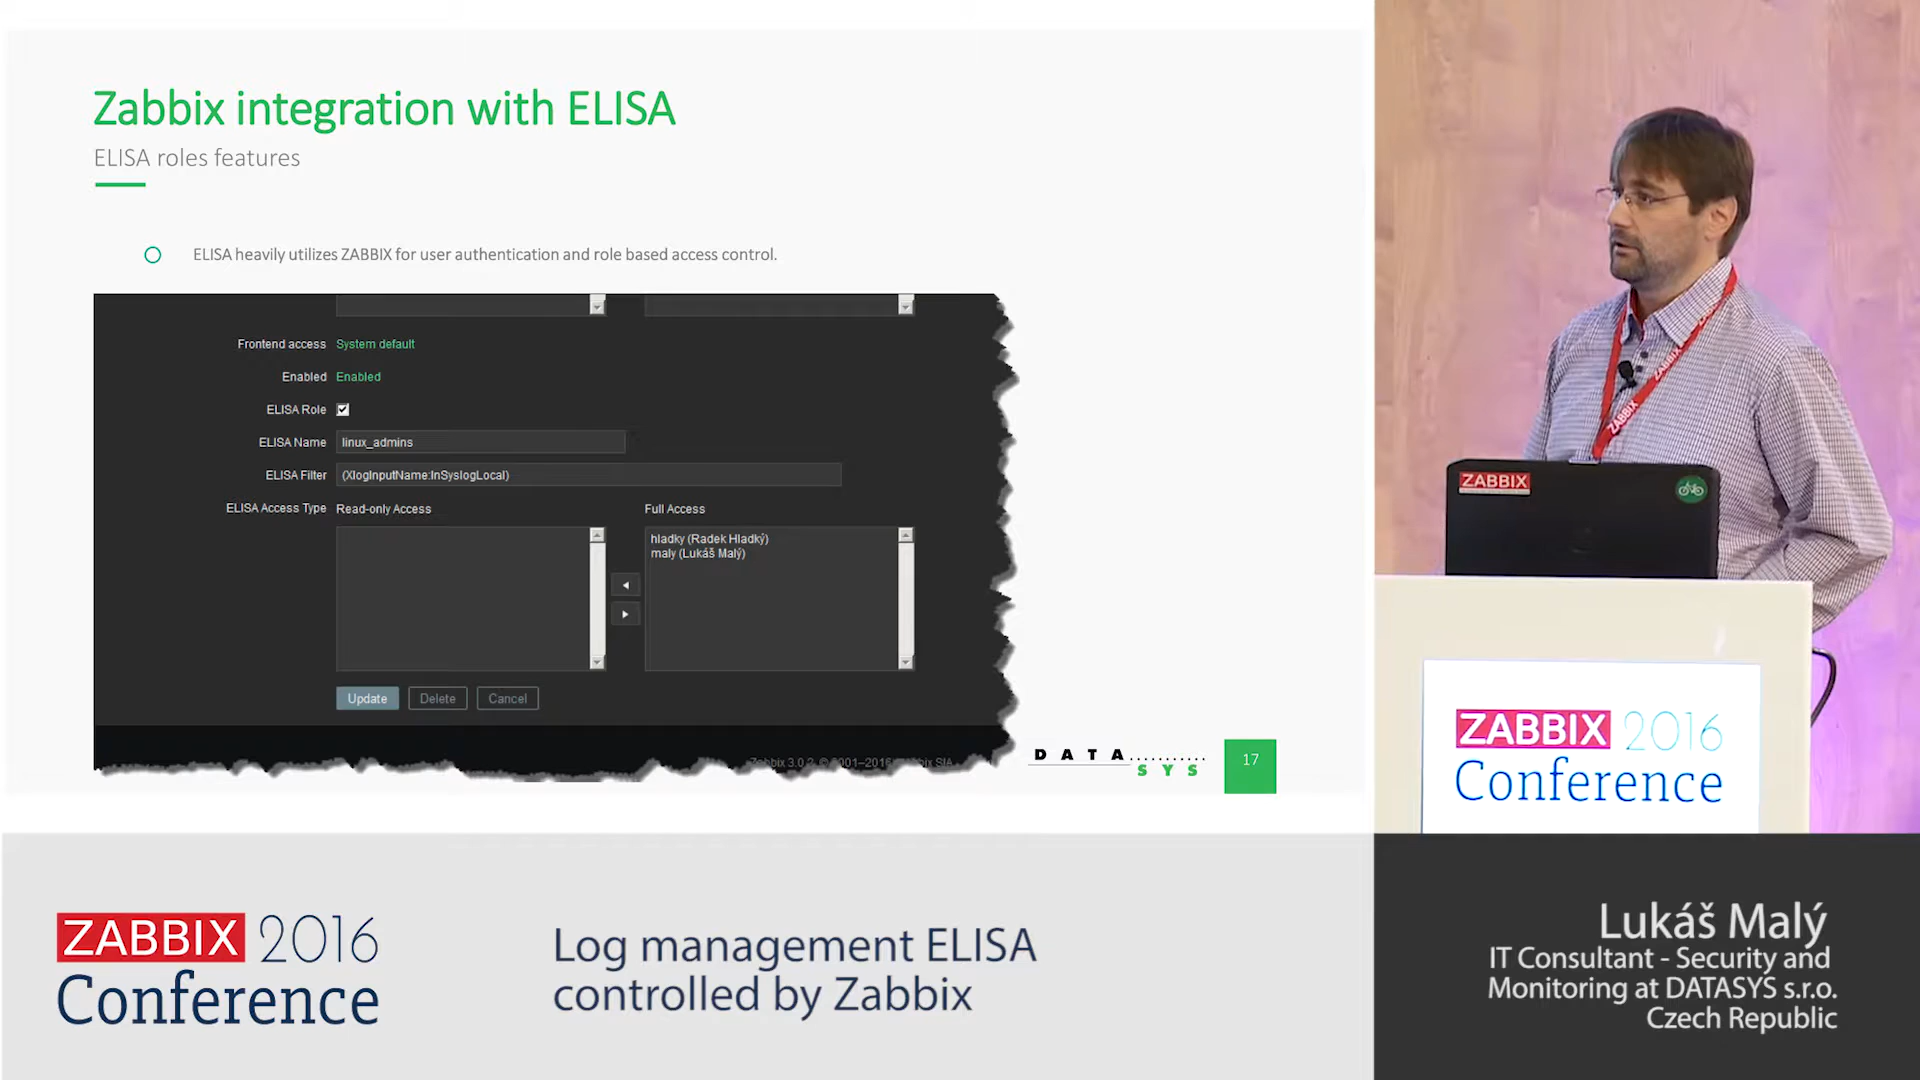 Zabbix integration with ELISA
ELISA roles features
ELISA heavily utilizes ZABBIX for user authentication and role based access control.
Frontend access System default
Enabled Enabled
ELISA Role
ELISA Name linux_admins
ELISA Filter (XlogInputName:InSyslogLocal)
ELISA Access Type Read-only Access Full Access
hladky (Radek Hladký)
maly (Lukáš Malý)
Update Delete Cancel
DATA
SYS
17
ZABBIX
ZABBIX
ZABBIX
ZABBIX 2016
Conference
ZABBIX 2016
Conference
Log management ELISA
controlled by Zabbix
Lukáš Malý
IT Consultant - Security and
Monitoring at DATASYS s.r.o.
Czech Republic